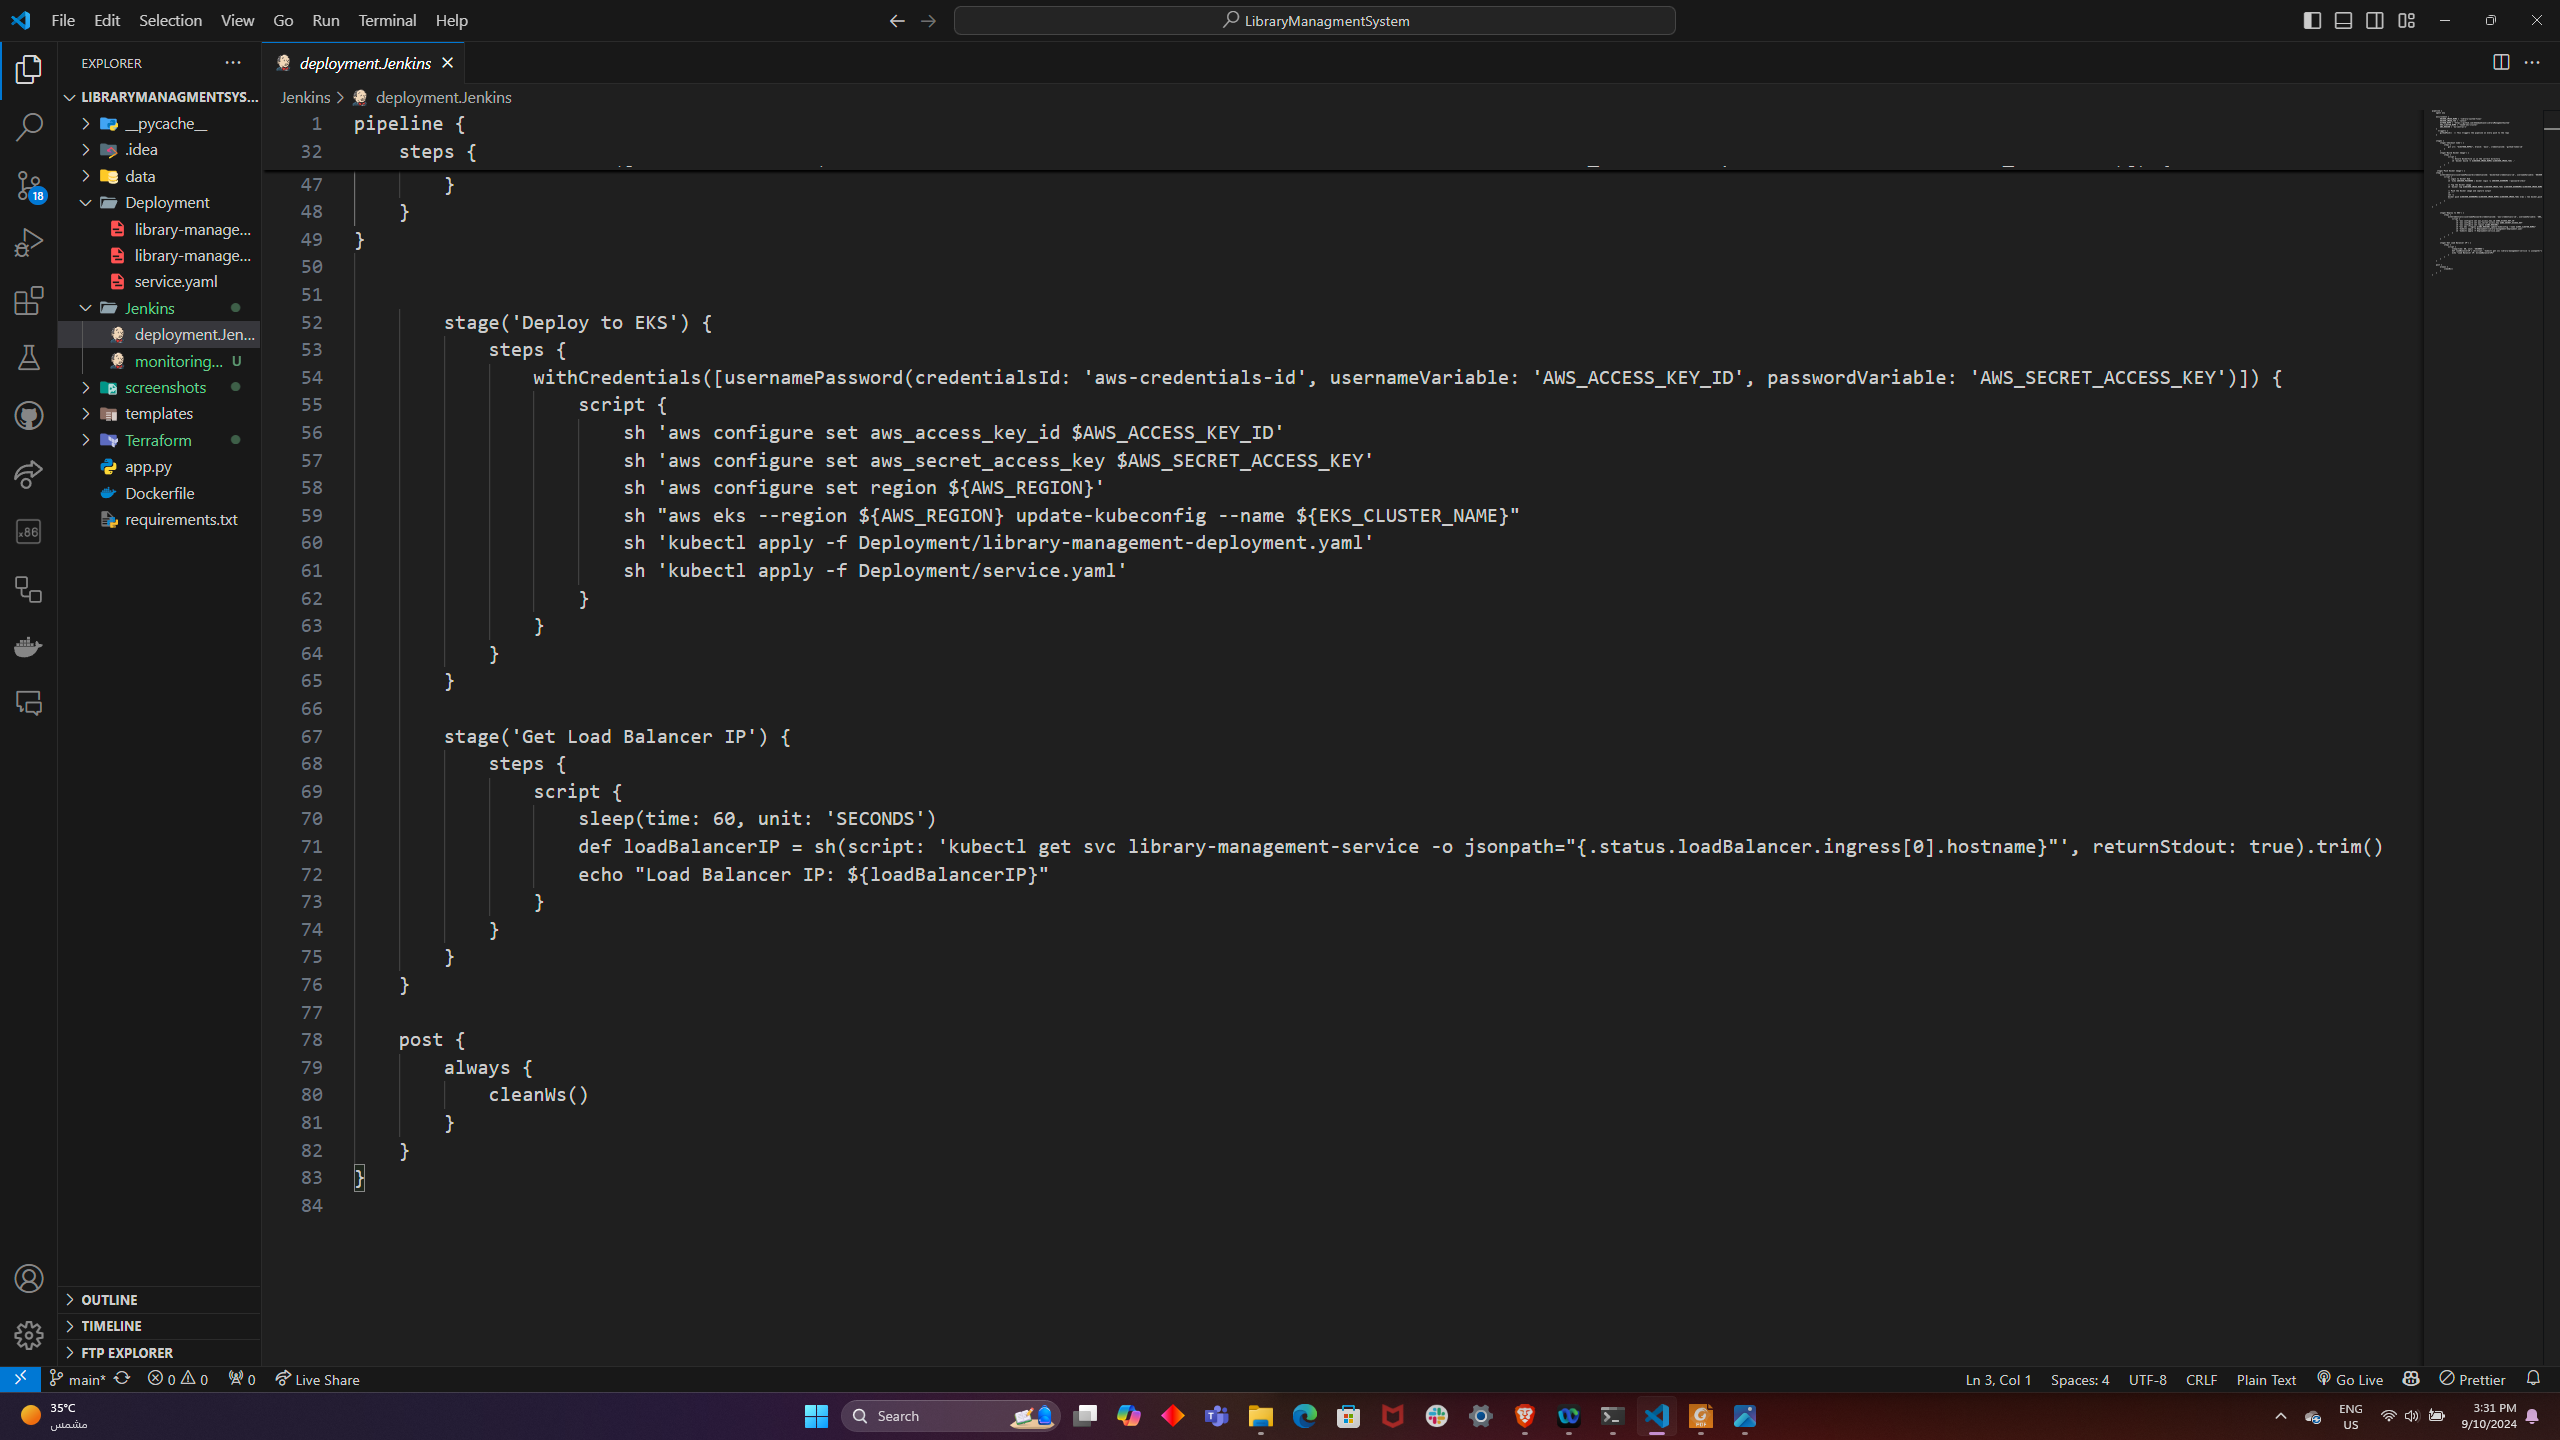 File Edit Selection View Go Run Terminal Help
LibraryManagmentSystem
EXPLORER
LIBRARYMANAGMENTSYS...
__pycache__
.idea
data
Deployment
library-manage...
library-manage...
service.yaml
Jenkins
deployment.Jen...
monitoring... U
screenshots
templates
Terraform
app.py
Dockerfile
requirements.txt
OUTLINE
TIMELINE
FTP EXPLORER
18
x86
deployment.Jenkins
Jenkins > deployment.Jenkins
1 pipeline {
32     steps {
47         }
48     }
49 }
50
51
52         stage('Deploy to EKS') {
53             steps {
54                 withCredentials([usernamePassword(credentialsId: 'aws-credentials-id', usernameVariable: 'AWS_ACCESS_KEY_ID', passwordVariable: 'AWS_SECRET_ACCESS_KEY')]) {
55                     script {
56                         sh 'aws configure set aws_access_key_id $AWS_ACCESS_KEY_ID'
57                         sh 'aws configure set aws_secret_access_key $AWS_SECRET_ACCESS_KEY'
58                         sh 'aws configure set region ${AWS_REGION}'
59                         sh "aws eks --region ${AWS_REGION} update-kubeconfig --name ${EKS_CLUSTER_NAME}"
60                         sh 'kubectl apply -f Deployment/library-management-deployment.yaml'
61                         sh 'kubectl apply -f Deployment/service.yaml'
62                     }
63                 }
64             }
65         }
66
67         stage('Get Load Balancer IP') {
68             steps {
69                 script {
70                     sleep(time: 60, unit: 'SECONDS')
71                     def loadBalancerIP = sh(script: 'kubectl get svc library-management-service -o jsonpath="{.status.loadBalancer.ingress[0].hostname}"', returnStdout: true).trim()
72                     echo "Load Balancer IP: ${loadBalancerIP}"
73                 }
74             }
75         }
76     }
77
78     post {
79         always {
80             cleanWs()
81         }
82     }
83 }
84
main* 0 0 0 Live Share
Ln 3, Col 1 Spaces: 4 UTF-8 CRLF Plain Text Go Live Prettier
35°C
مشمس
Search
ENG
US
3:31 PM
9/10/2024